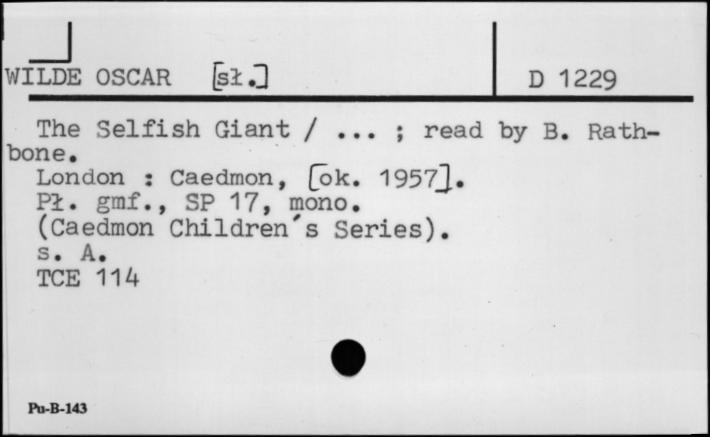 WILDE OSCAR [sł.]
D 1229
The Selfish Giant / ... ; read by B. Rath-
bone.
London : Caedmon, [ok. 1957].
Pł. gmf., SP 17, mono.
(Caedmon Children's Series).
s. A.
TCE 114
Pu-B-143